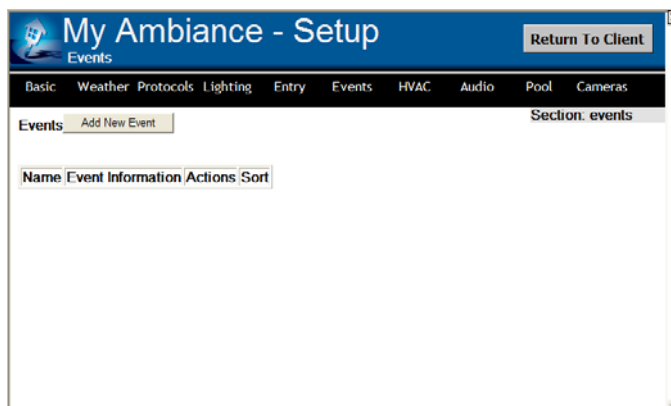 My Ambiance - Setup
Events
Return To Client
Basic Weather Protocols Lighting Entry Events HVAC Audio Pool Cameras
Section: events
Events Add New Event
Name Event Information Actions Sort